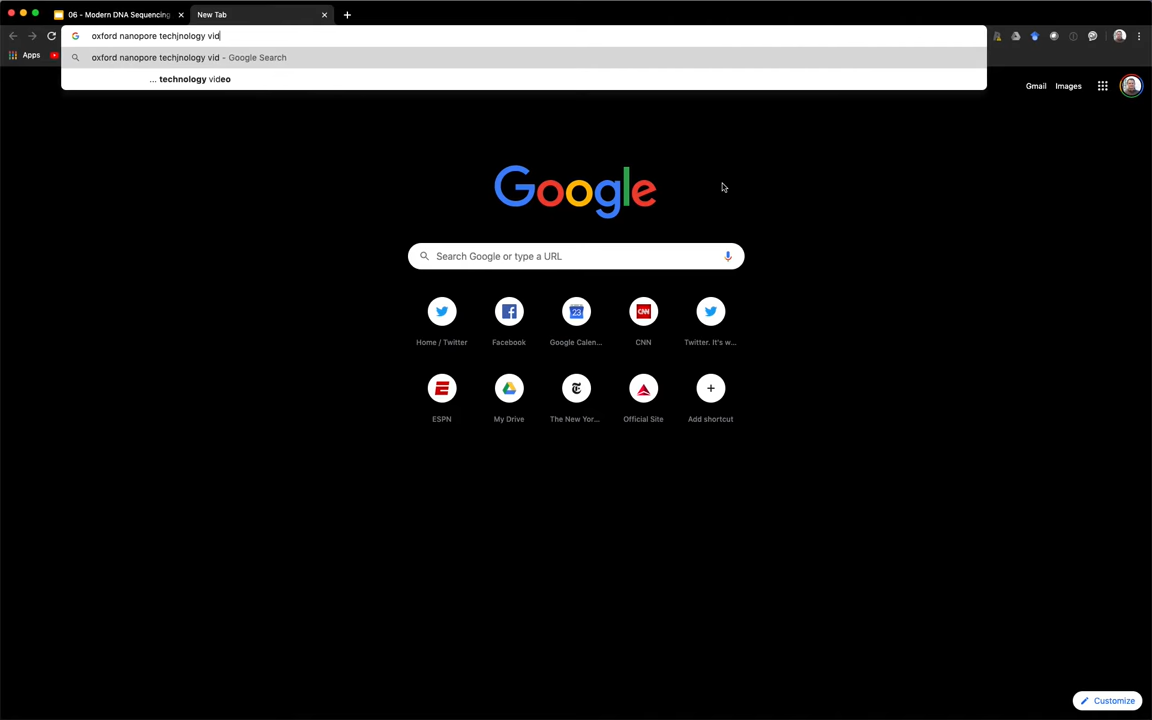 06 - Modern DNA Sequencing
New Tab
oxford nanopore techjnology vid
Apps
oxford nanopore techjnology vid - Google Search
... technology video
Gmail
Images
Google
Search Google or type a URL
23
CNN
Home / Twitter
Facebook
Google Calen...
CNN
Twitter. It's w...
ESPN
My Drive
The New Yor...
Official Site
Add shortcut
Customize